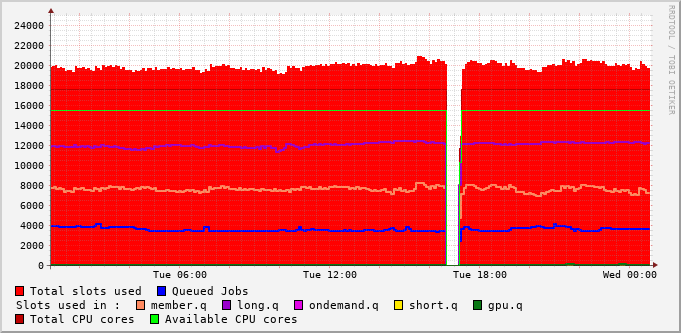 24000
22000
20000
18000
16000
14000
12000
10000
8000
6000
4000
2000
0
Tue 06:00 Tue 12:00 Tue 18:00 Wed 00:00
Total slots used Queued Jobs
Slots used in : member.q long.q ondemand.q short.q gpu.q
Total CPU cores Available CPU cores
RRDTOOL / TOBI OETIKER